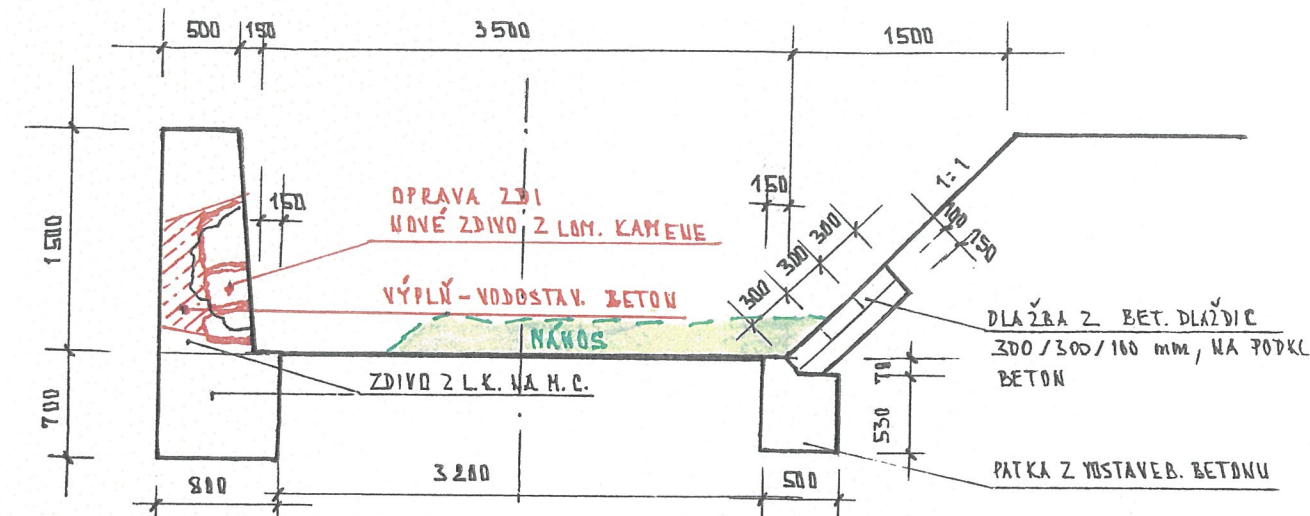 500 150 3500 1500
1500
700
150
OPRAVA ZDI
NOVÉ ZDIVO Z LOM. KAMENE
VÝPLŇ-VODOSTAV. BETON
NÁNOS
ZDIVO Z L.K. NA M.C.
150
300 300 300
1:1
100
150
DLAŽBA Z BET. DLAŽDIC
300/300/100 mm, NA PODKL
BETON
70
530
PATKA Z VOSTAVEB. BETONU
800 3200 500